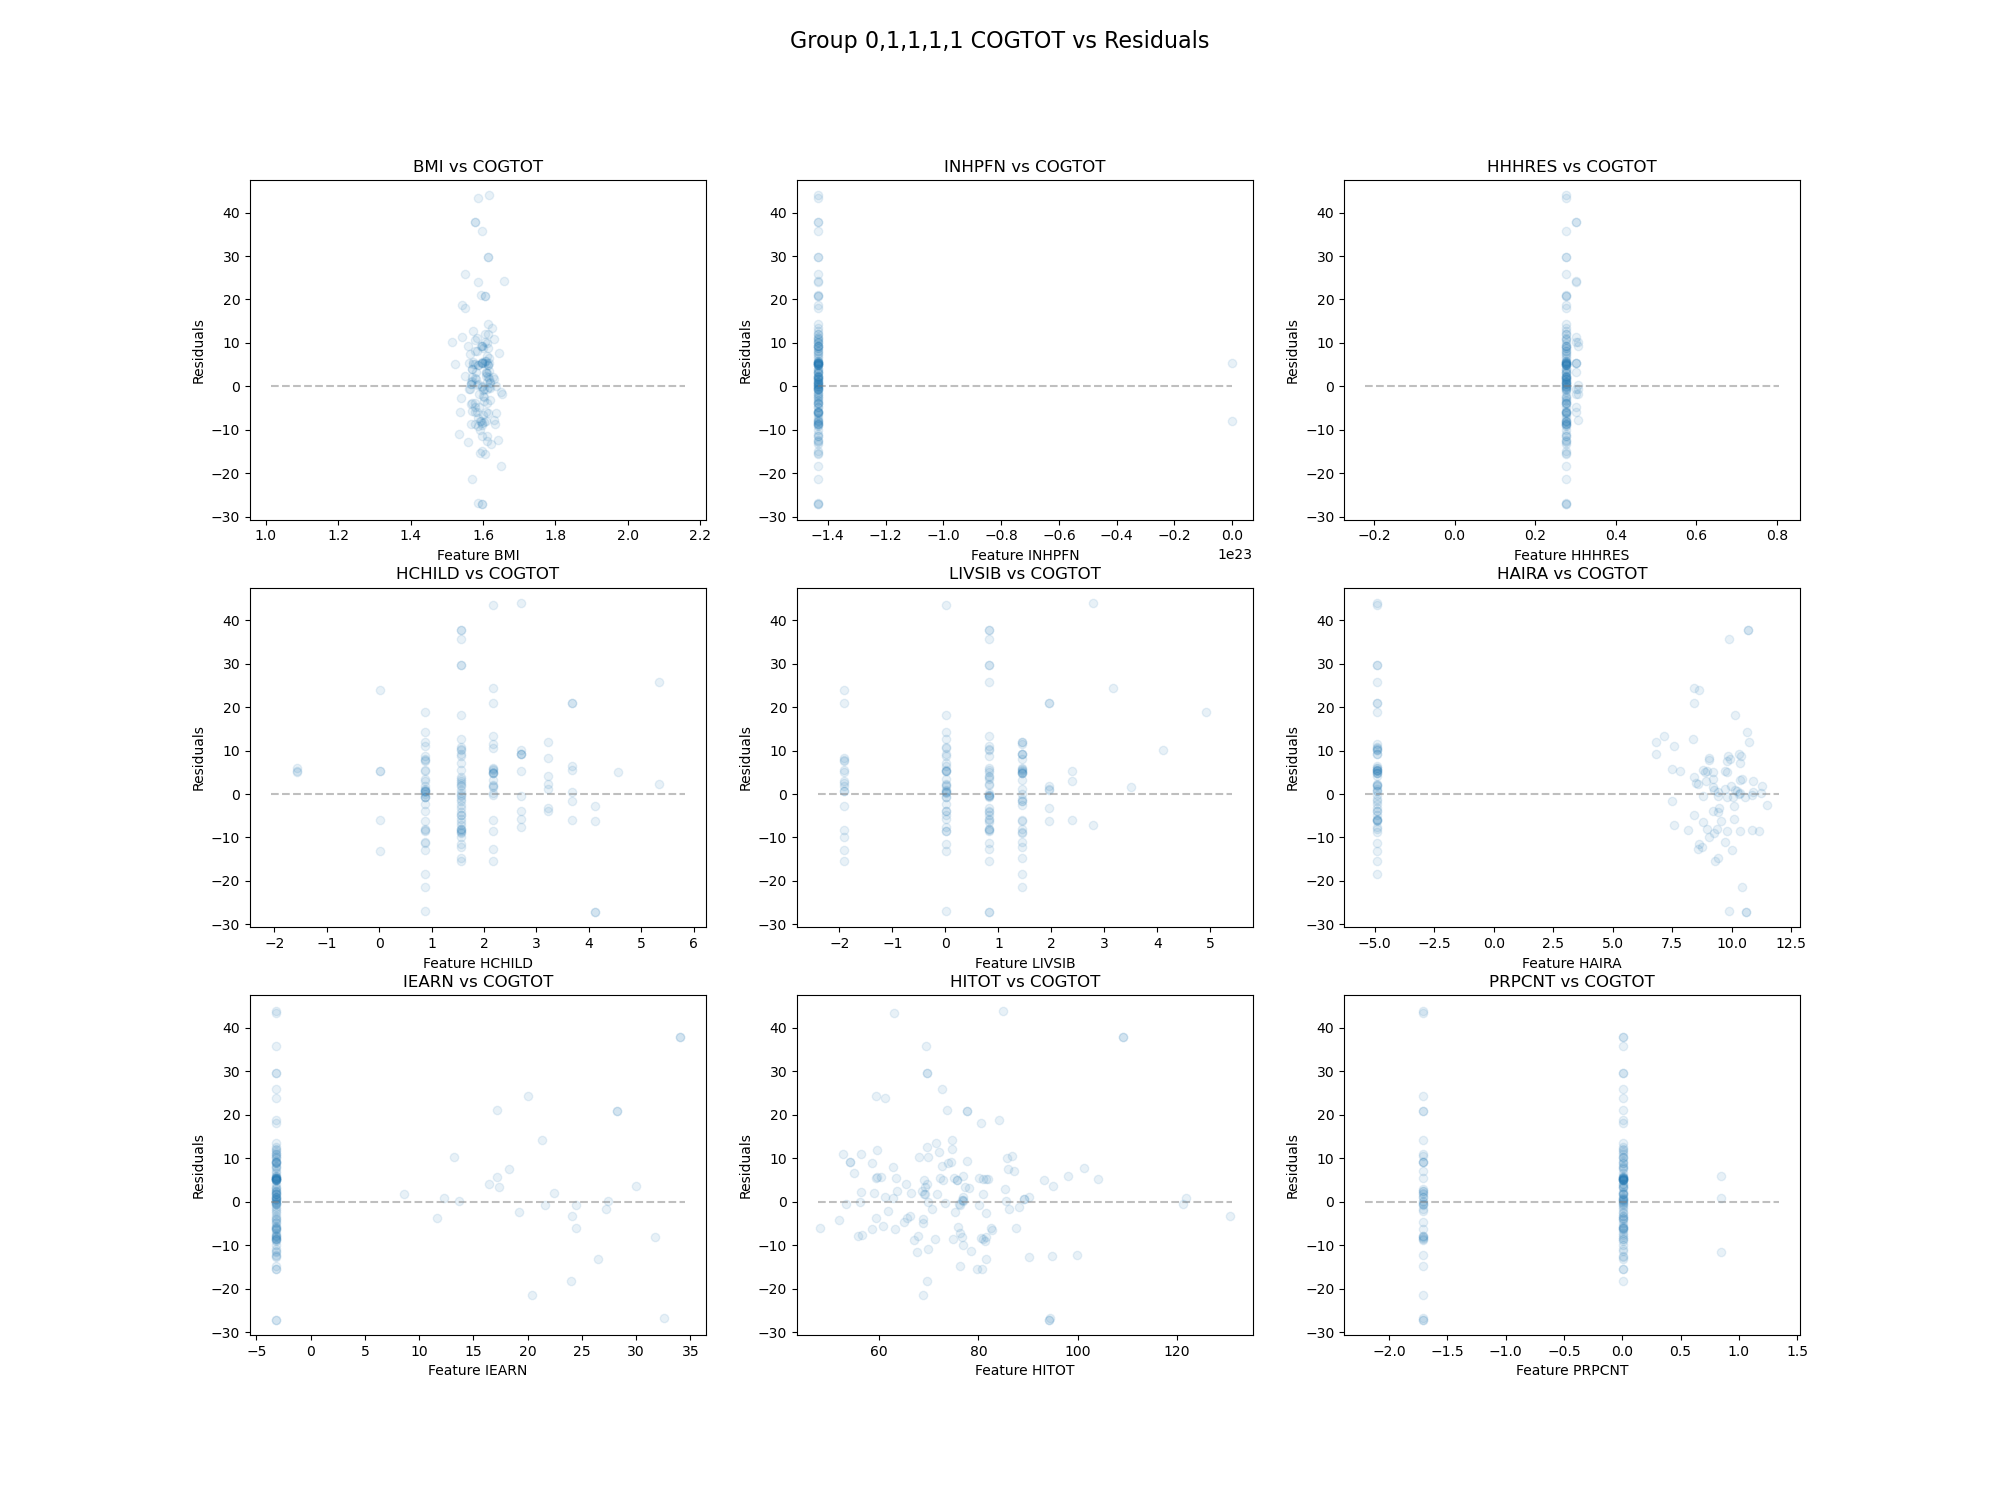 Group 0,1,1,1,1 COGTOT vs Residuals
BMI vs COGTOT
INHPFN vs COGTOT
HHHRES vs COGTOT
Residuals
40
30
20
10
0
−10
−20
−30
1.0 1.2 1.4 1.6 1.8 2.0 2.2
Feature BMI
Residuals
40
30
20
10
0
−10
−20
−30
−1.4 −1.2 −1.0 −0.8 −0.6 −0.4 −0.2 0.0
Feature INHPFN
1e23
Residuals
40
30
20
10
0
−10
−20
−30
−0.2 0.0 0.2 0.4 0.6 0.8
Feature HHHRES
HCHILD vs COGTOT
LIVSIB vs COGTOT
HAIRA vs COGTOT
Residuals
40
30
20
10
0
−10
−20
−30
−2 −1 0 1 2 3 4 5 6
Feature HCHILD
Residuals
40
30
20
10
0
−10
−20
−30
−2 −1 0 1 2 3 4 5
Feature LIVSIB
Residuals
40
30
20
10
0
−10
−20
−30
−5.0 −2.5 0.0 2.5 5.0 7.5 10.0 12.5
Feature HAIRA
IEARN vs COGTOT
HITOT vs COGTOT
PRPCNT vs COGTOT
Residuals
40
30
20
10
0
−10
−20
−30
−5 0 5 10 15 20 25 30 35
Feature IEARN
Residuals
40
30
20
10
0
−10
−20
−30
60 80 100 120
Feature HITOT
Residuals
40
30
20
10
0
−10
−20
−30
−2.0 −1.5 −1.0 −0.5 0.0 0.5 1.0 1.5
Feature PRPCNT